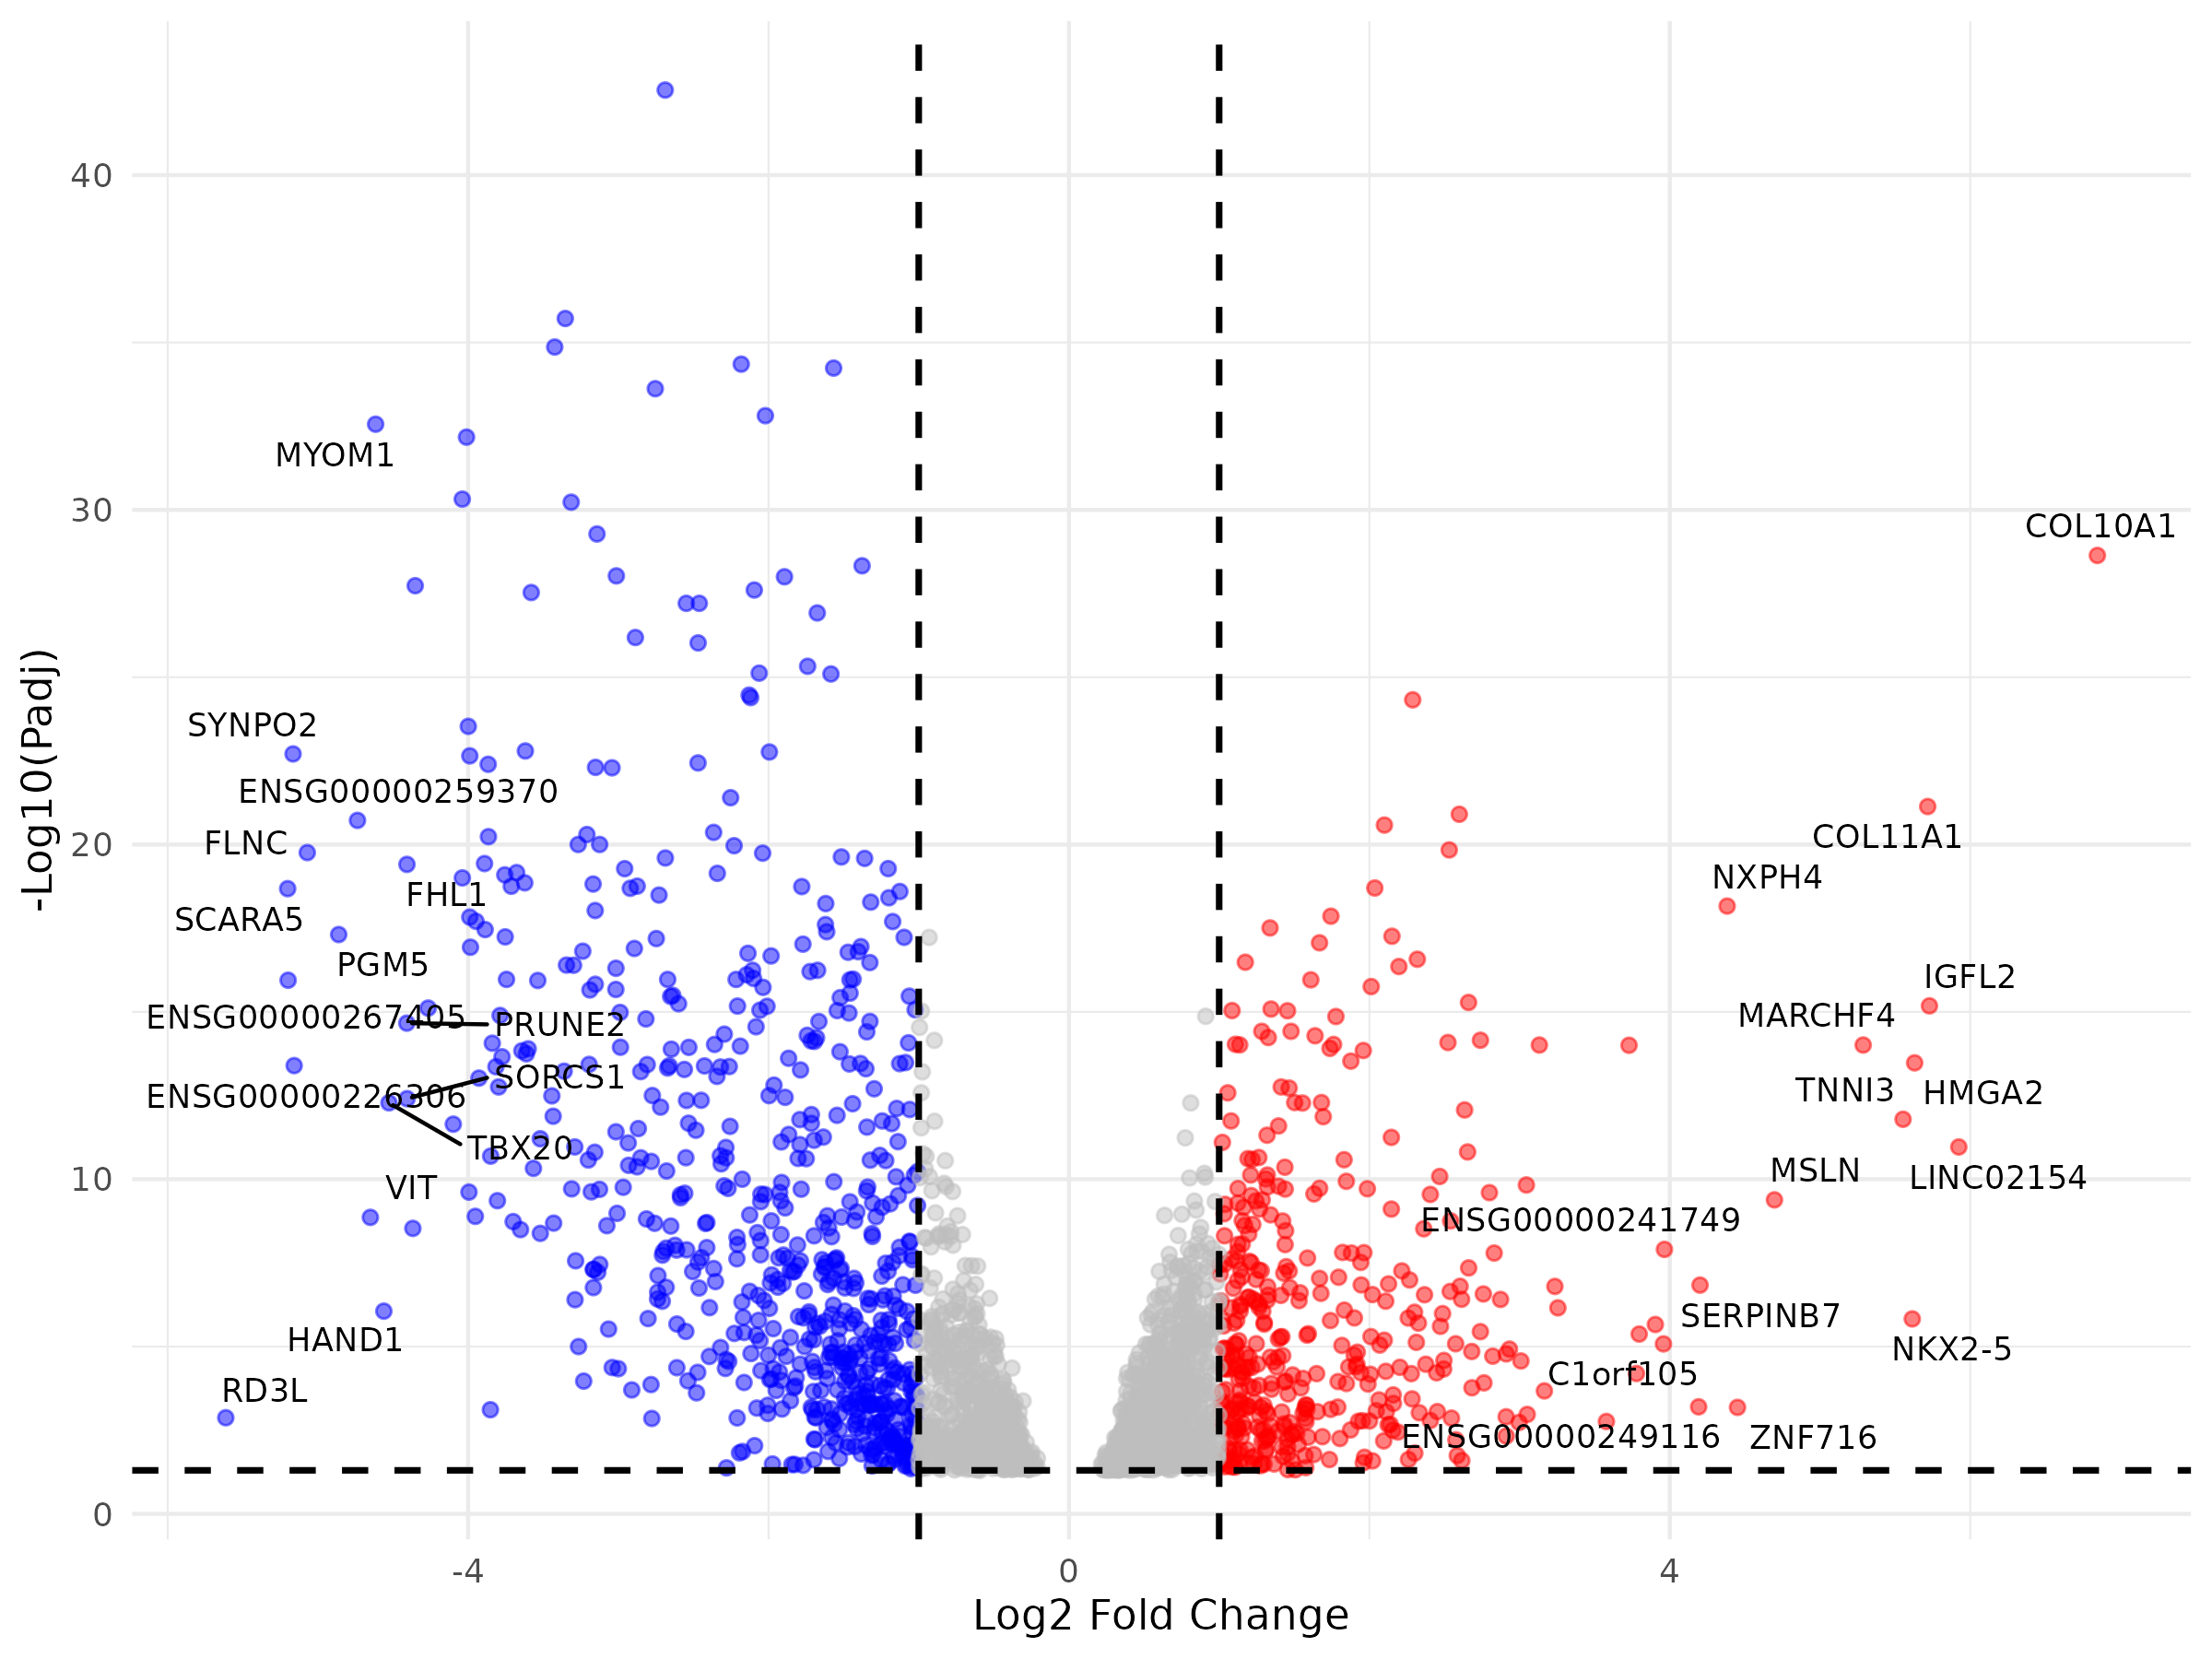 40
MYOM1
30
COL10A1
SYNPO2
ENSG00000259370
FLNC
20
COL11A1
NXPH4
FHL1
SCARA5
PGM5
IGFL2
ENSG00000267405
PRUNE2
MARCHF4
SORCS1
ENSG00000226306
TNNI3
HMGA2
TBX20
VIT
10
MSLN
LINC02154
ENSG00000241749
SERPINB7
HAND1
NKX2-5
RD3L
C1orf105
ENSG00000249116
ZNF716
0
-4
0
4
Log2 Fold Change
-Log10(Padj)